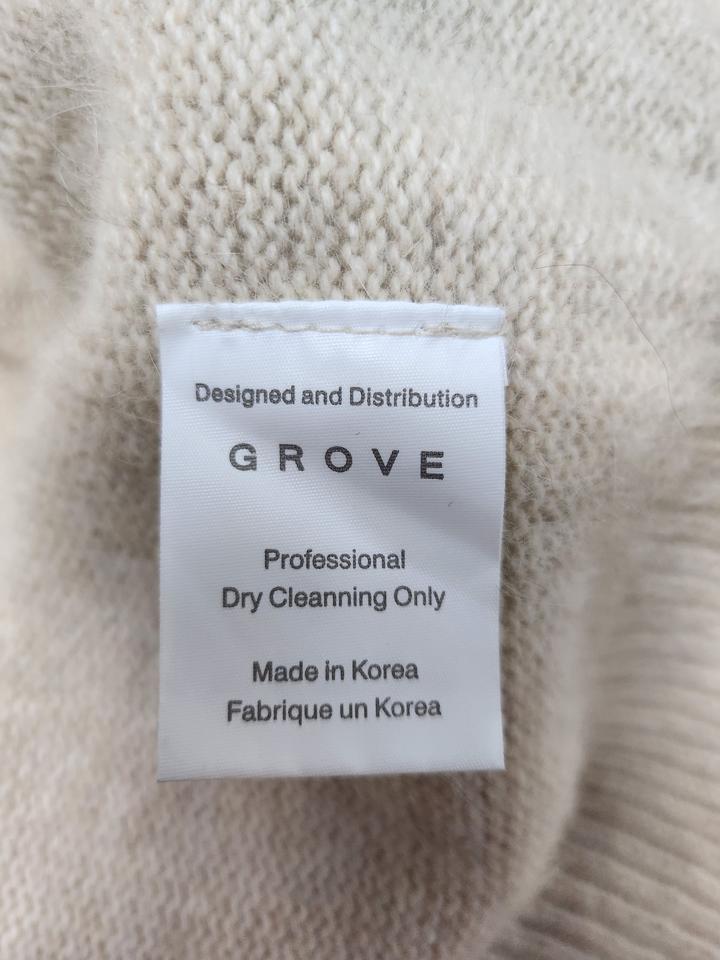 Designed and Distribution
GROVE
Professional
Dry Cleanning Only
Made in Korea
Fabrique un Korea